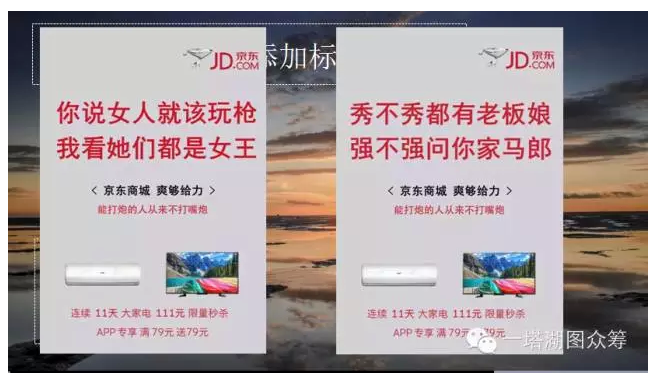 添加标
JD 京东
.COM
你说女人就该玩枪
我看她们都是女王
< 京东商城 爽够给力 >
能打炮的人从来不打嘴炮
连续 11天 大家电 111元 限量秒杀
APP专享 满79元 送79元
JD 京东
.COM
秀不秀都有老板娘
强不强问你家马郎
< 京东商城 爽够给力 >
能打炮的人从来不打嘴炮
连续 11天 大家电 111元 限量秒杀
APP专享 满79元 送79元
一塔湖图众筹